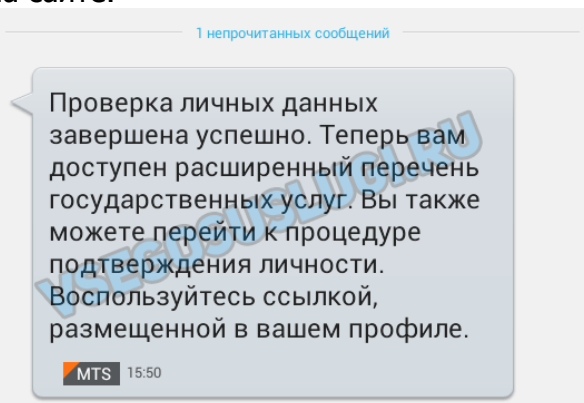 на сайте.
1 непрочитанных сообщений
Проверка личных данных
завершена успешно. Теперь вам
доступен расширенный перечень
государственных услуг. Вы также
можете перейти к процедуре
подтверждения личности.
Воспользуйтесь ссылкой,
размещенной в вашем профиле.
VSEGOSUSLUGI.RU
MTS 15:50